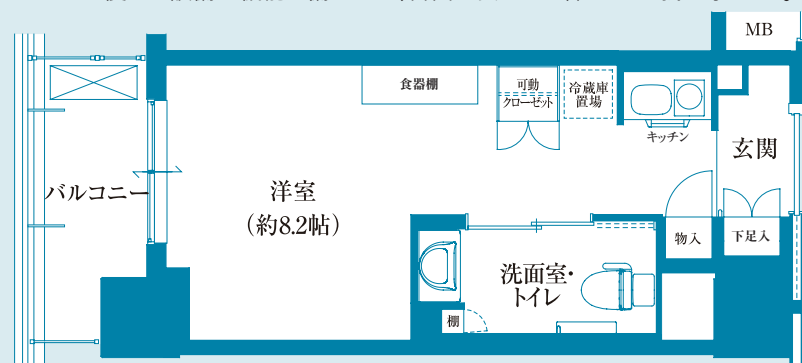 MB
食器棚
可動
クローゼット
冷蔵庫
置場
キッチン
玄関
バルコニー
洋室
(約8.2帖)
物入
下足入
洗面室・
トイレ
棚